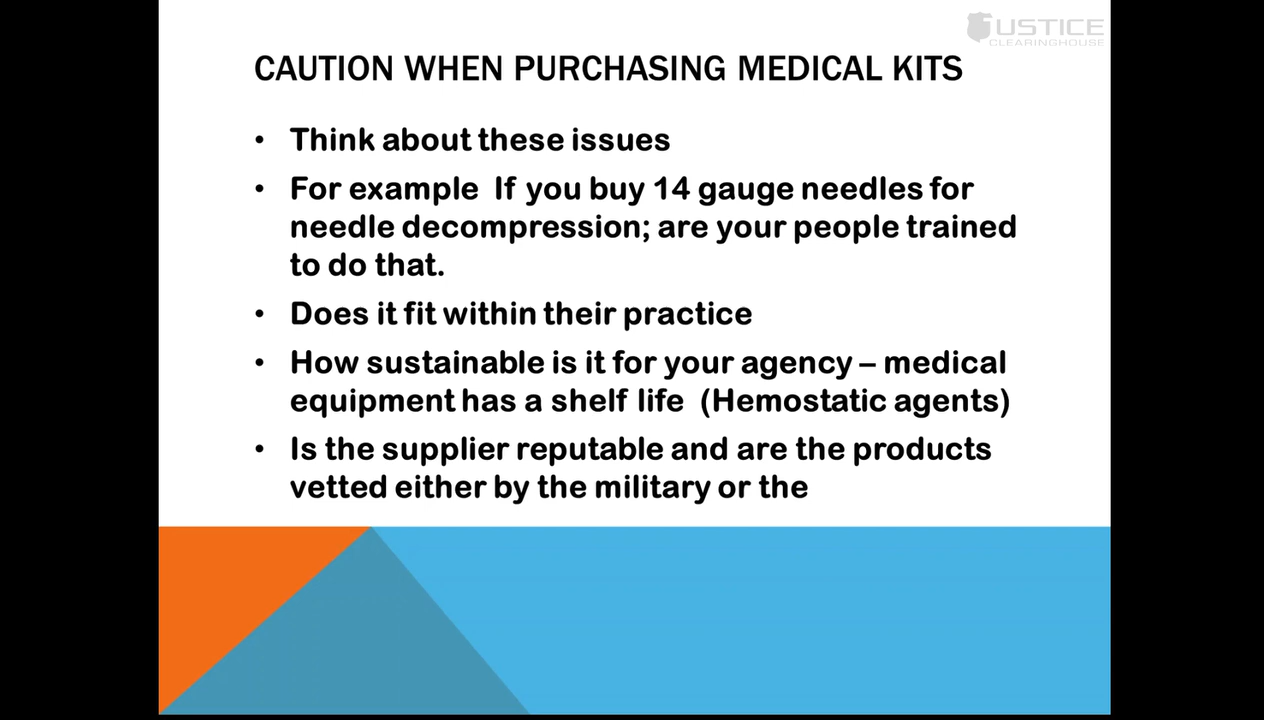 JUSTICE
CLEARINGHOUSE
CAUTION WHEN PURCHASING MEDICAL KITS
• Think about these issues
• For example  If you buy 14 gauge needles for
needle decompression; are your people trained
to do that.
• Does it fit within their practice
• How sustainable is it for your agency – medical
equipment has a shelf life  (Hemostatic agents)
• Is the supplier reputable and are the products
vetted either by the military or the